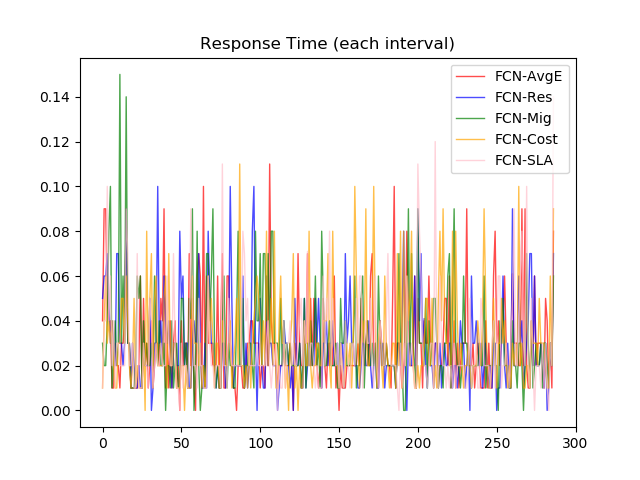 Response Time (each interval)
0.14
0.12
0.10
0.08
0.06
0.04
0.02
0.00
0
50
100
150
200
250
300
FCN-AvgE
FCN-Res
FCN-Mig
FCN-Cost
FCN-SLA